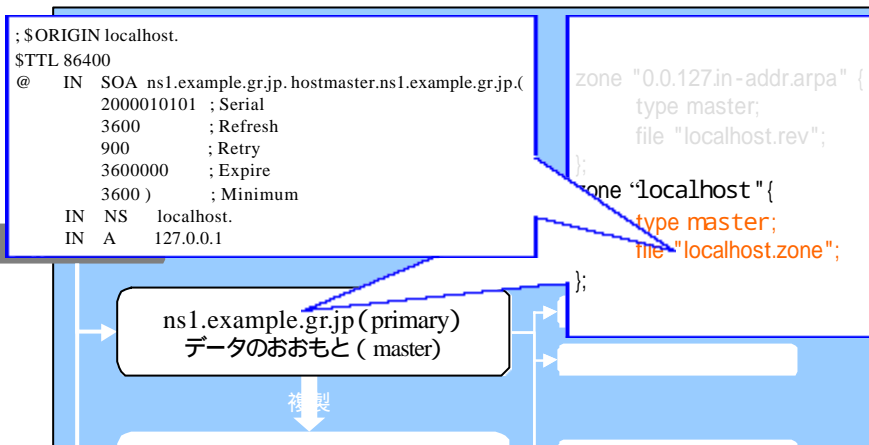 ; $ORIGIN localhost.
$TTL 86400
@ IN SOA ns1.example.gr.jp. hostmaster.ns1.example.gr.jp.(
2000010101 ; Serial
3600 ; Refresh
900 ; Retry
3600000 ; Expire
3600 ) ; Minimum
IN NS localhost.
IN A 127.0.0.1
zone "0.0.127.in-addr.arpa" {
type master;
file "localhost.rev";
};
zone “localhost"{
type master;
file "localhost.zone";
};
ns1.example.gr.jp(primary)
データのおおもと(master)
複製